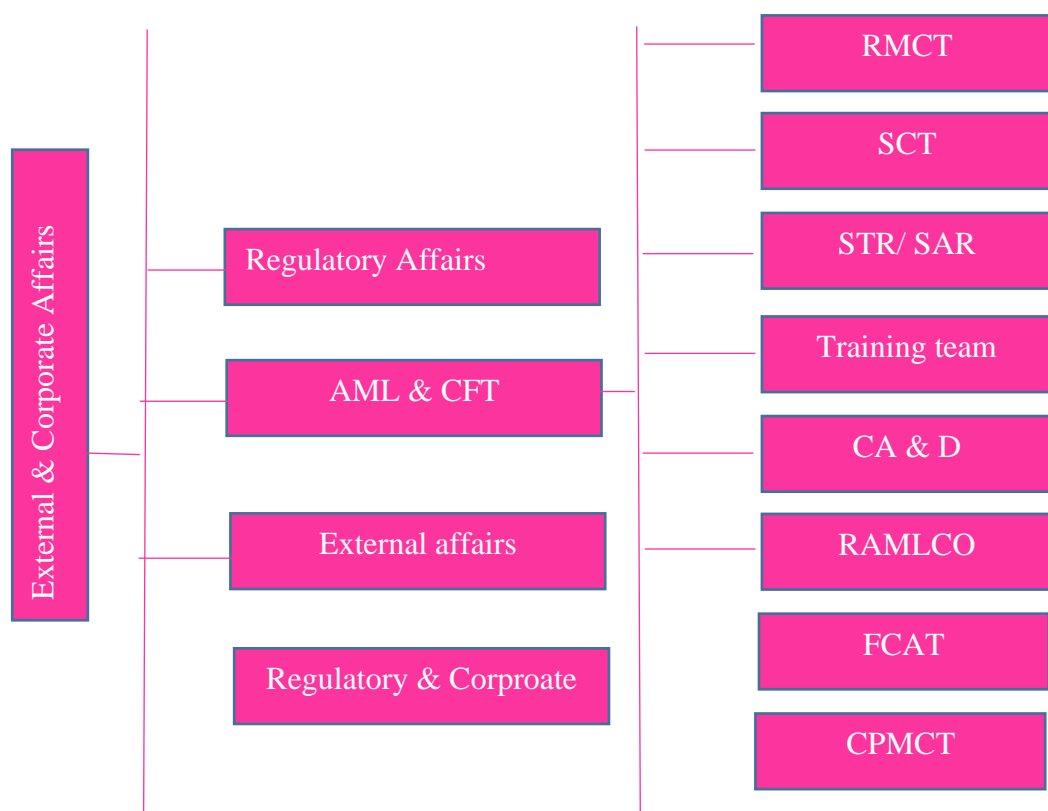 External & Corporate Affairs
Regulatory Affairs
AML & CFT
External affairs
Regulatory & Corproate
RMCT
SCT
STR/ SAR
Training team
CA & D
RAMLCO
FCAT
CPMCT